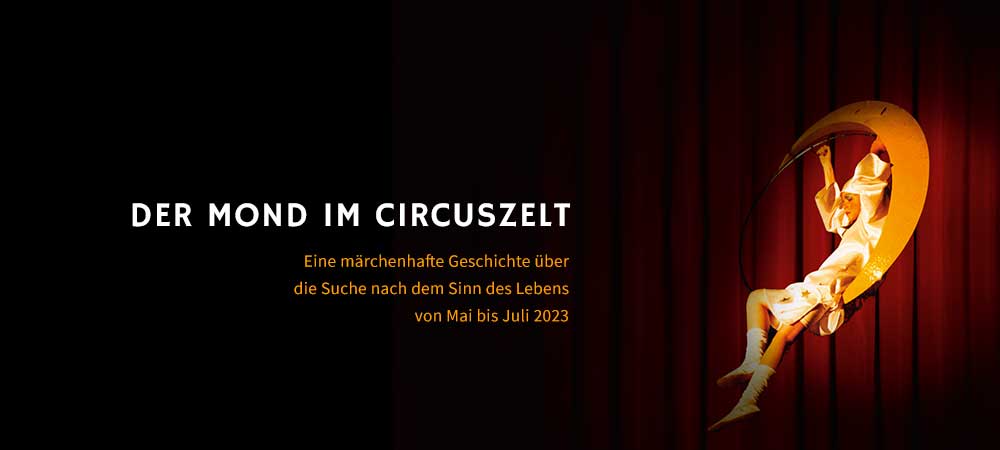 DER MOND IM CIRCUSZELT
Eine märchenhafte Geschichte über
die Suche nach dem Sinn des Lebens
von Mai bis Juli 2023